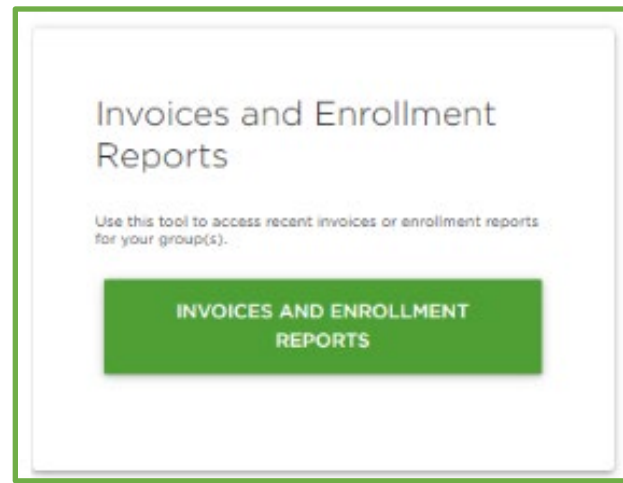 Invoices and Enrollment
Reports
Use this tool to access recent invoices or enrollment reports
for your group(s).
INVOICES AND ENROLLMENT
REPORTS